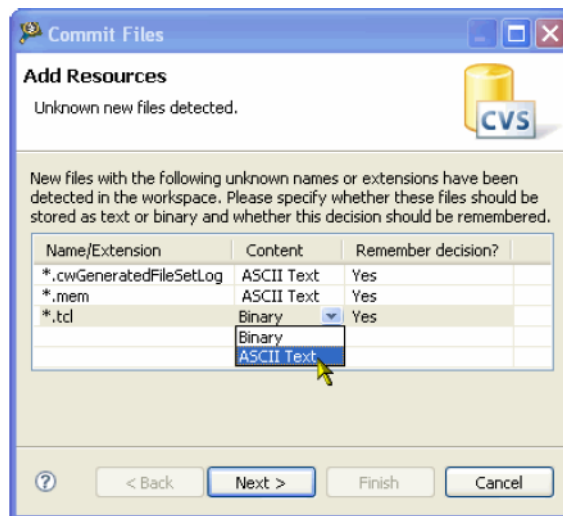 Commit Files
Add Resources
Unknown new files detected.
CVS
New files with the following unknown names or extensions have been
detected in the workspace. Please specify whether these files should be
stored as text or binary and whether this decision should be remembered.
Name/Extension Content Remember decision?
*.cwGeneratedFileSetLog ASCII Text Yes
*.mem ASCII Text Yes
*.tcl Binary Yes
Binary
ASCII Text
? < Back Next > Finish Cancel